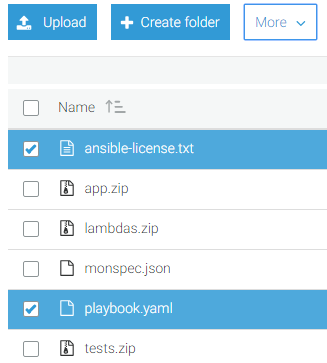 Upload
Create folder
More
Name
ansible-license.txt
app.zip
lambdas.zip
monspec.json
playbook.yaml
tests.zip